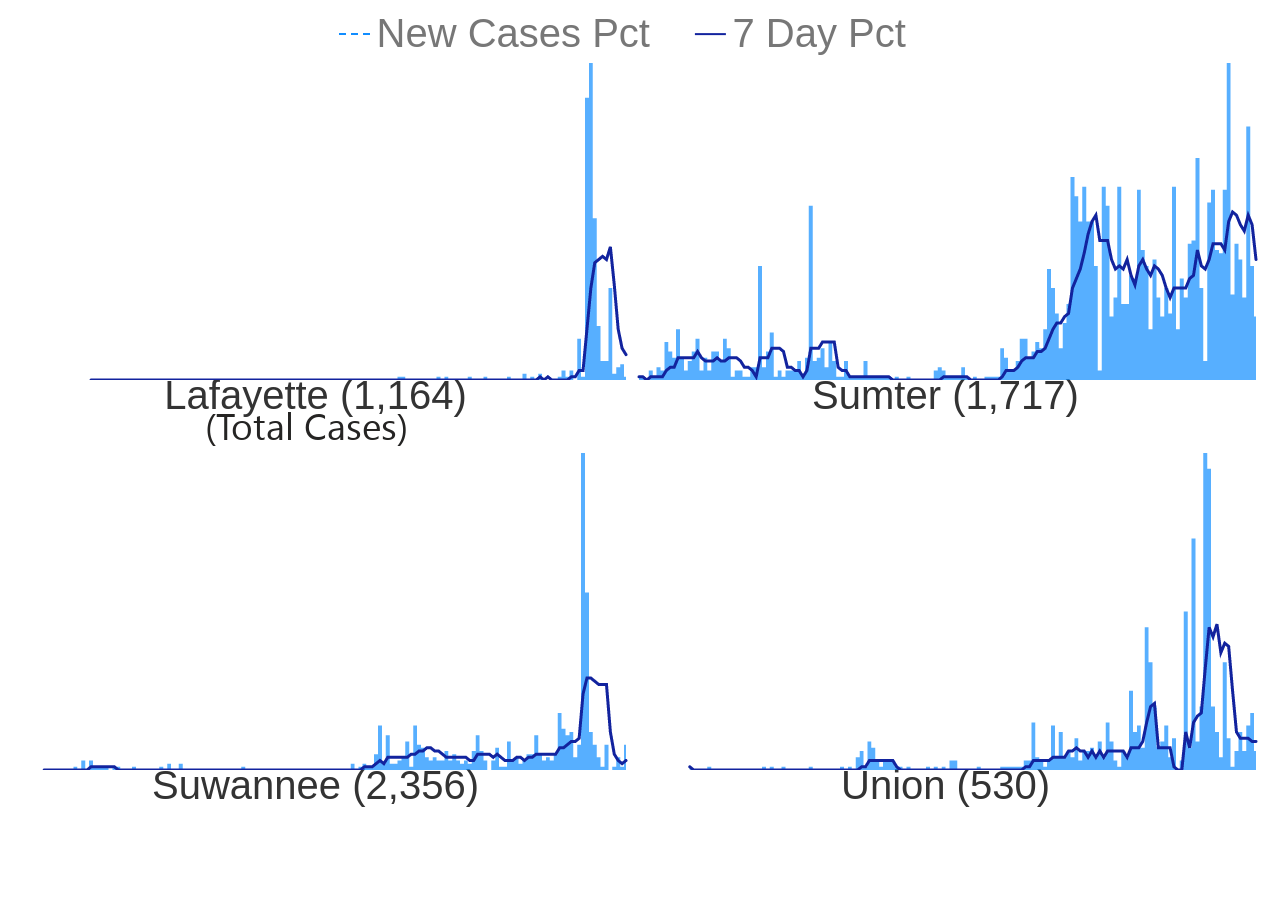 New Cases Pct 7 Day Pct
Lafayette (1,164)
(Total Cases)
Sumter (1,717)
Suwannee (2,356)
Union (530)